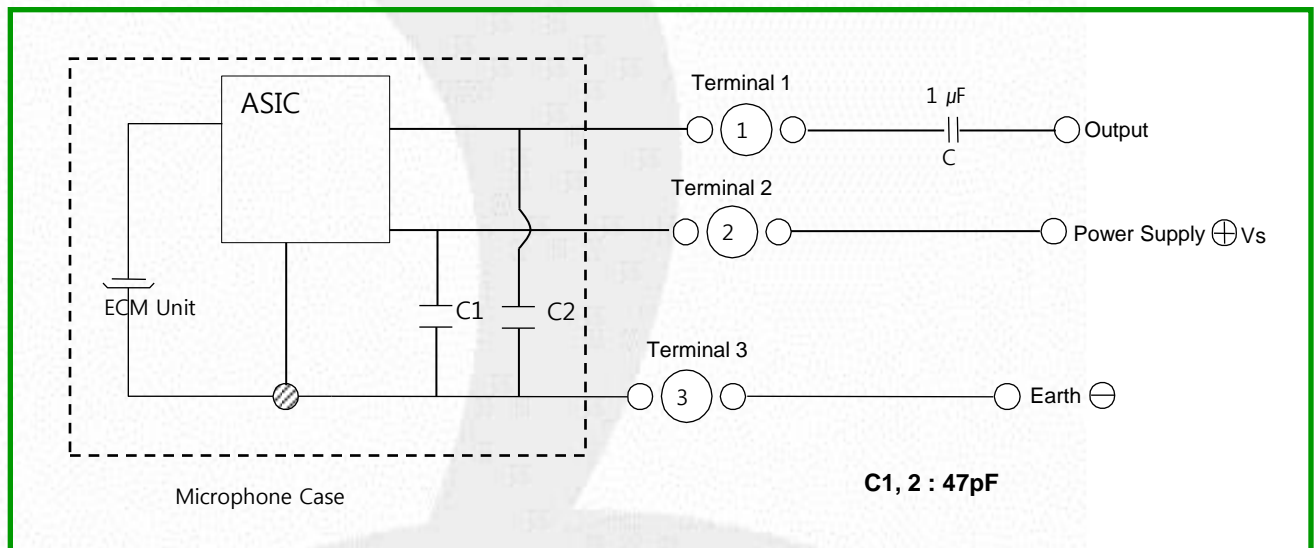 ASIC
Terminal 1
1 µF
1
Output
C
Terminal 2
2
Power Supply ⊕ Vs
ECM Unit
C1
C2
Terminal 3
3
Earth ⊖
C1, 2 : 47pF
Microphone Case